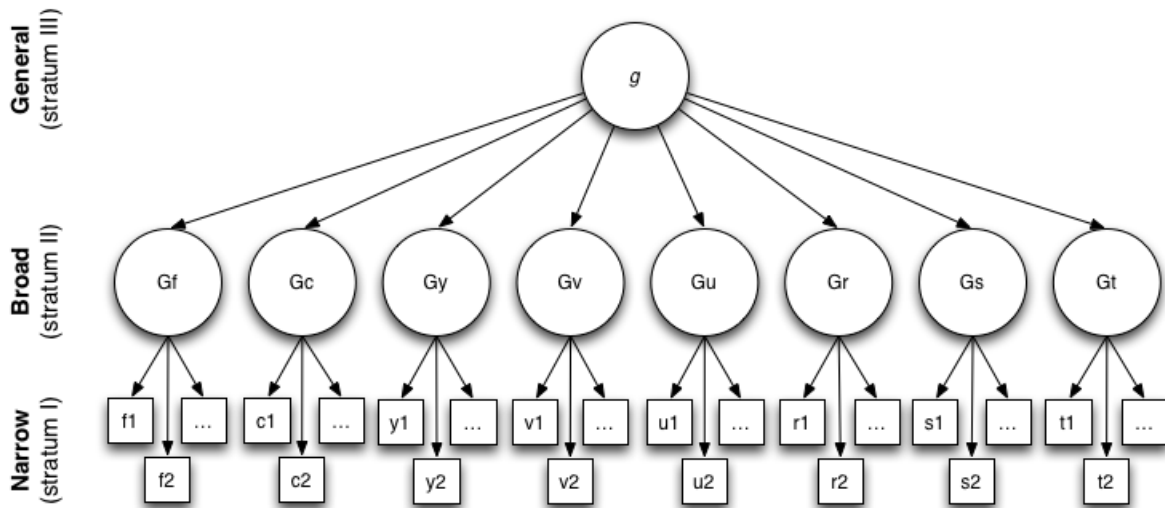 General
(stratum III)
g
Broad
(stratum II)
Gf Gc Gy Gv Gu Gr Gs Gt
Narrow
(stratum I)
f1 ... c1 ... y1 ... v1 ... u1 ... r1 ... s1 ... t1 ...
f2 c2 y2 v2 u2 r2 s2 t2